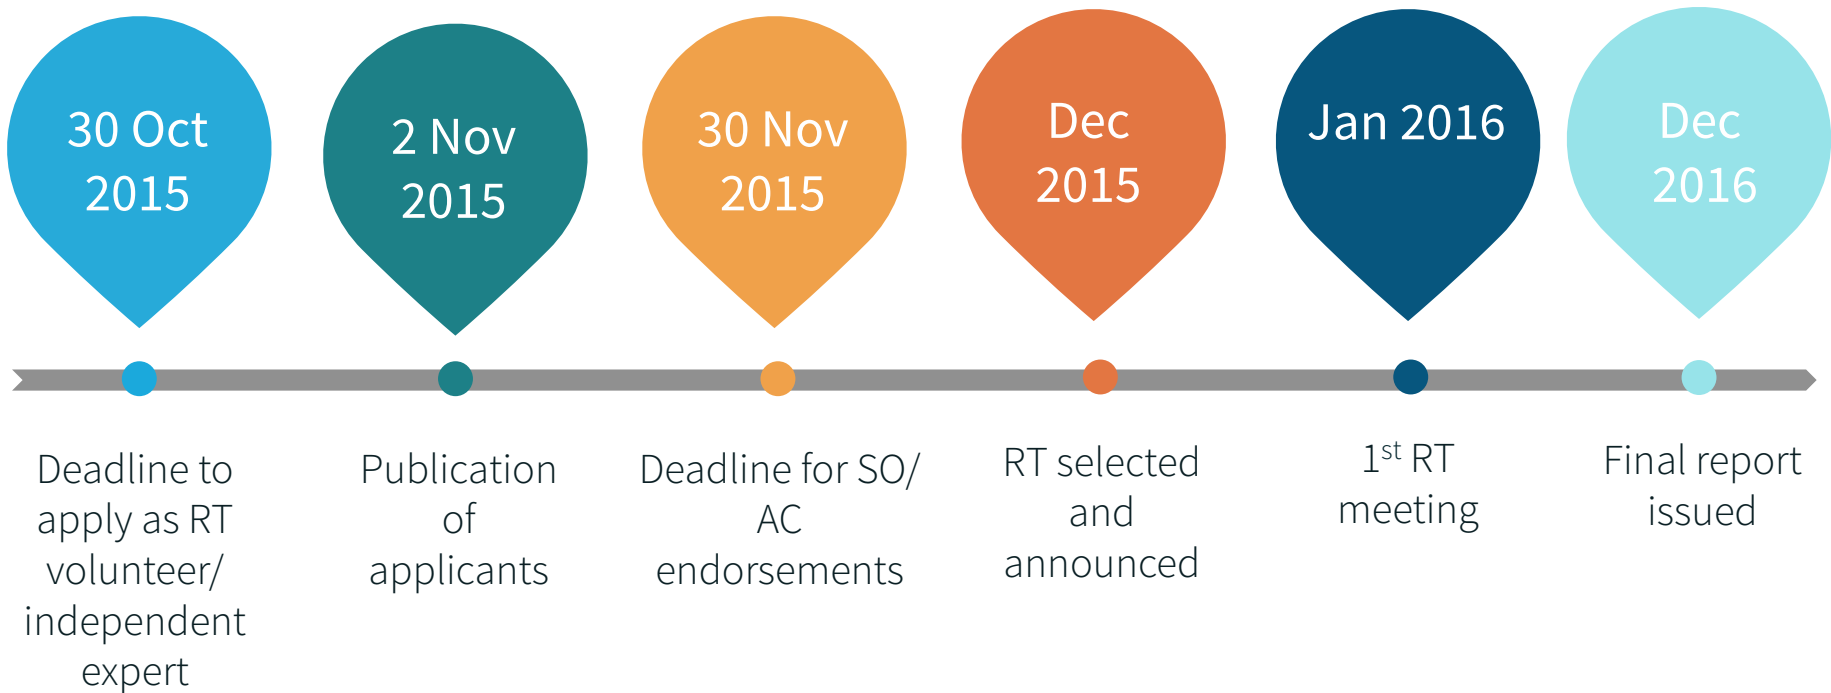 30 Oct
2015
2 Nov
2015
30 Nov
2015
Dec
2015
Jan 2016
Dec
2016
Deadline to
apply as RT
volunteer/
independent
expert
Publication
of
applicants
Deadline for SO/
AC
endorsements
RT selected
and
announced
1st RT
meeting
Final report
issued